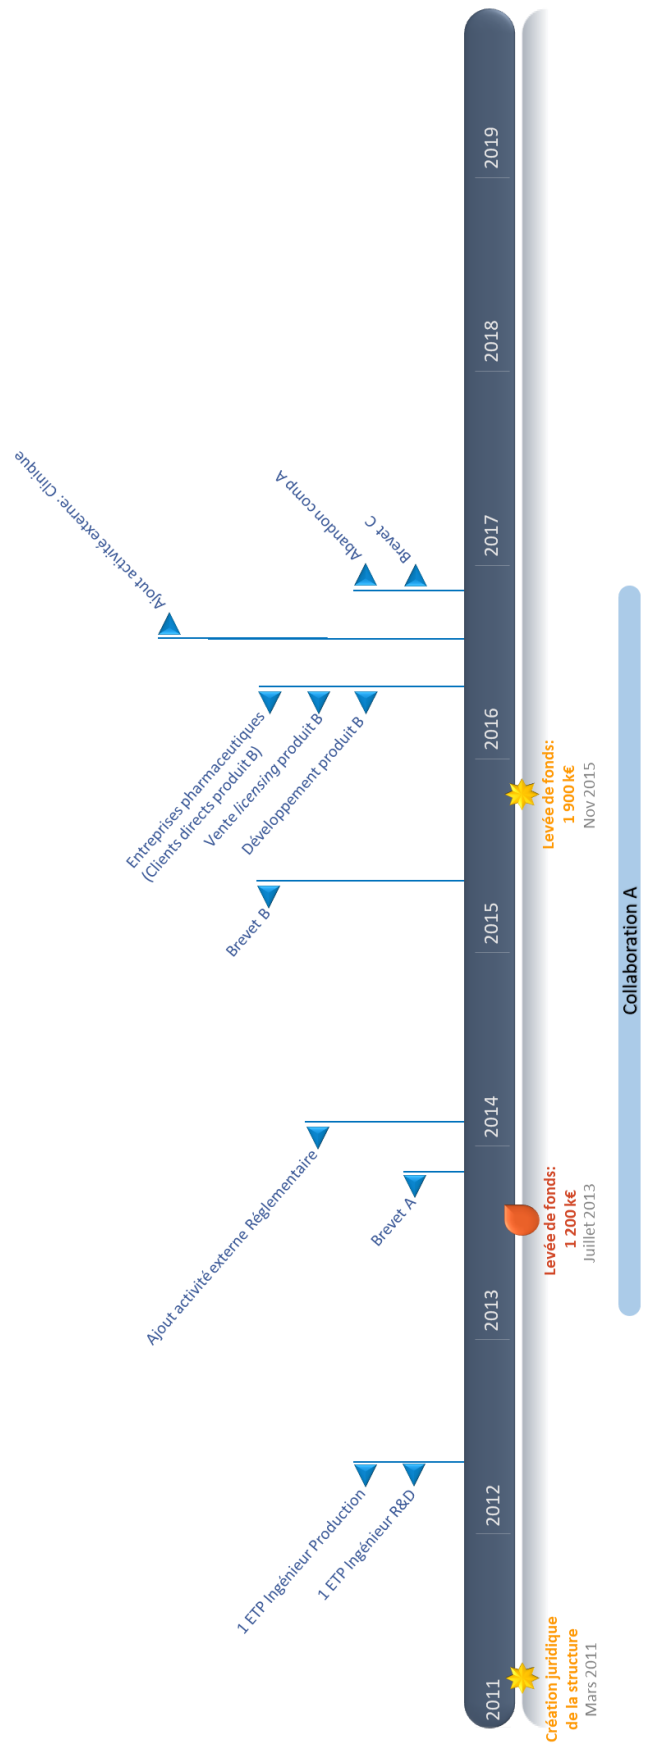 Ajout activité externe: Clinique
Entreprises pharmaceutiques
(Clients directs produit B)
Vente licensing produit B
Développement produit B
Abandon comp A
Brevet C
Brevet B
Ajout activité externe Réglementaire
Brevet A
1 ETP Ingénieur Production
1 ETP Ingénieur R&D
2011
2012
2013
2014
2015
2016
2017
2018
2019
Création juridique
de la structure
Mars 2011
Levée de fonds:
1 200 k€
Juillet 2013
Levée de fonds:
1 900 k€
Nov 2015
Collaboration A